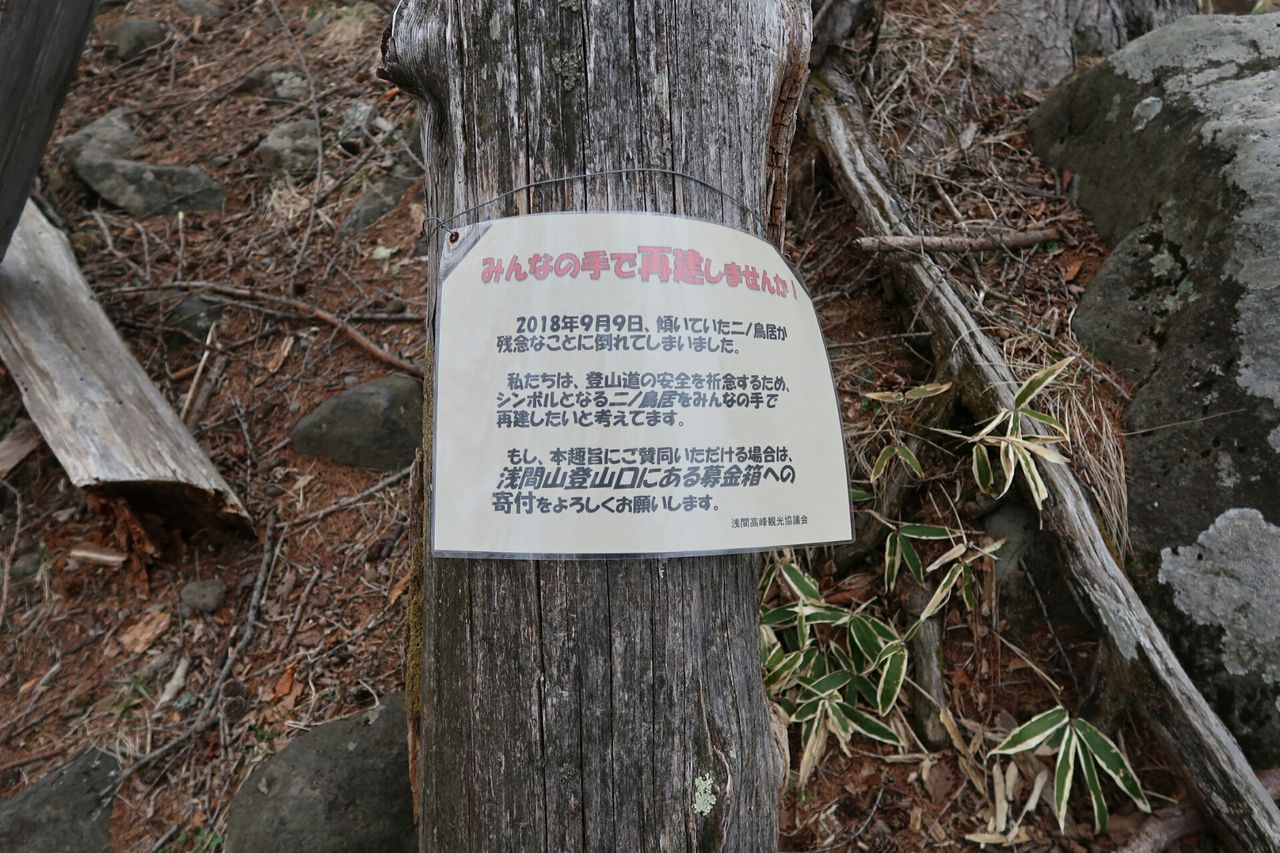 みんなの手で再建しませんか！
2018年9月9日、傾いていた二ノ鳥居が
残念なことに倒れてしまいました。
私たちは、登山道の安全を祈念するため、
シンボルとなる二ノ鳥居をみんなの手で
再建したいと考えてます。
もし、本趣旨にご賛同いただける場合は、
浅間山登山口にある募金箱への
寄付をよろしくお願いします。
浅間高峰観光協議会